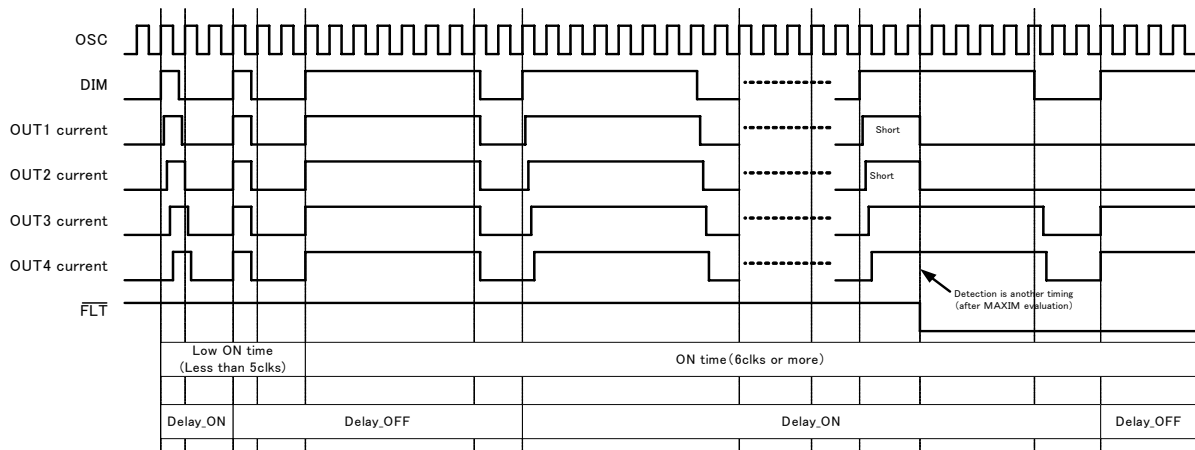 OSC
DIM
OUT1 current
Short
OUT2 current
Short
OUT3 current
OUT4 current
Detection is another timing
(after MAXIM evaluation)
FLT
Low ON time
(Less than 5clks)
ON time(6clks or more)
Delay_ON
Delay_OFF
Delay_ON
Delay_OFF